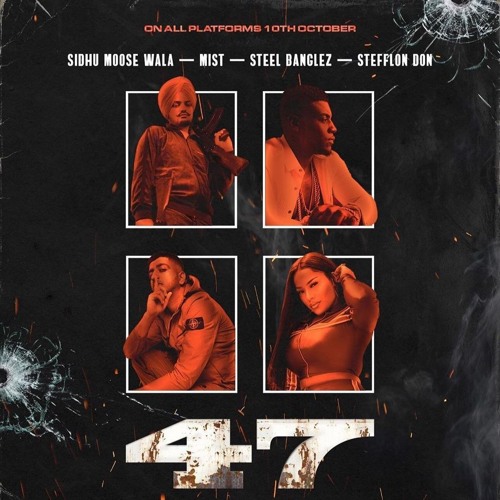 ON ALL PLATFORMS 10TH OCTOBER
SIDHU MOOSE WALA — MIST — STEEL BANGLEZ — STEFFLON DON
47